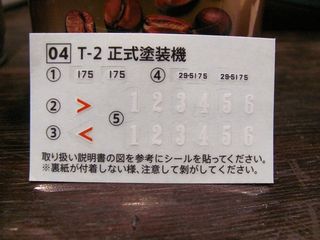 04 T-2 正式塗装機
① 175 175 ④ 29-5175 29-5175
② > ⑤ 1 2 3 4 5 6
③ < 1 2 3 4 5 6
取り扱い説明書の図を参考にシールを貼ってください。
※裏紙が付着しない様、注意して剥がしてください。